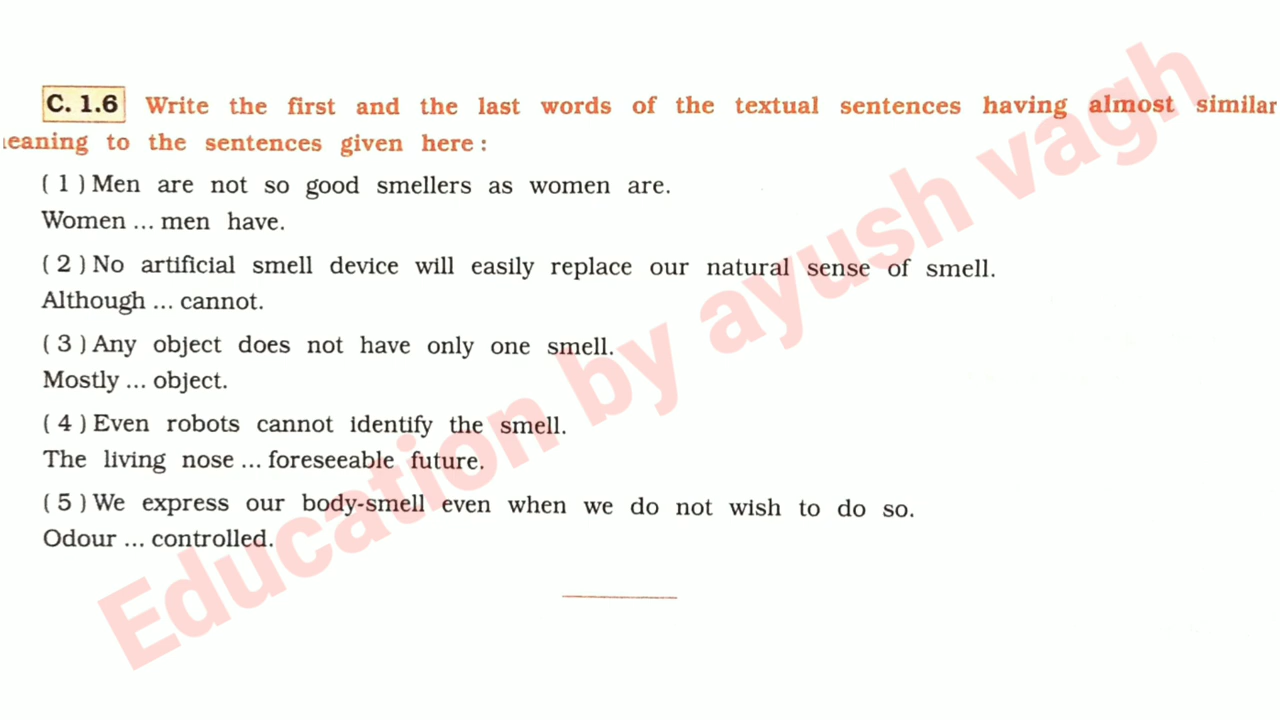 C. 1.6 Write the first and the last words of the textual sentences having almost similar
eaning to the sentences given here :
( 1 ) Men are not so good smellers as women are.
Women ... men have.
( 2 ) No artificial smell device will easily replace our natural sense of smell.
Although ... cannot.
( 3 ) Any object does not have only one smell.
Mostly ... object.
( 4 ) Even robots cannot identify the smell.
The living nose ... foreseeable future.
( 5 ) We express our body-smell even when we do not wish to do so.
Odour ... controlled.
Education by ayush vagh